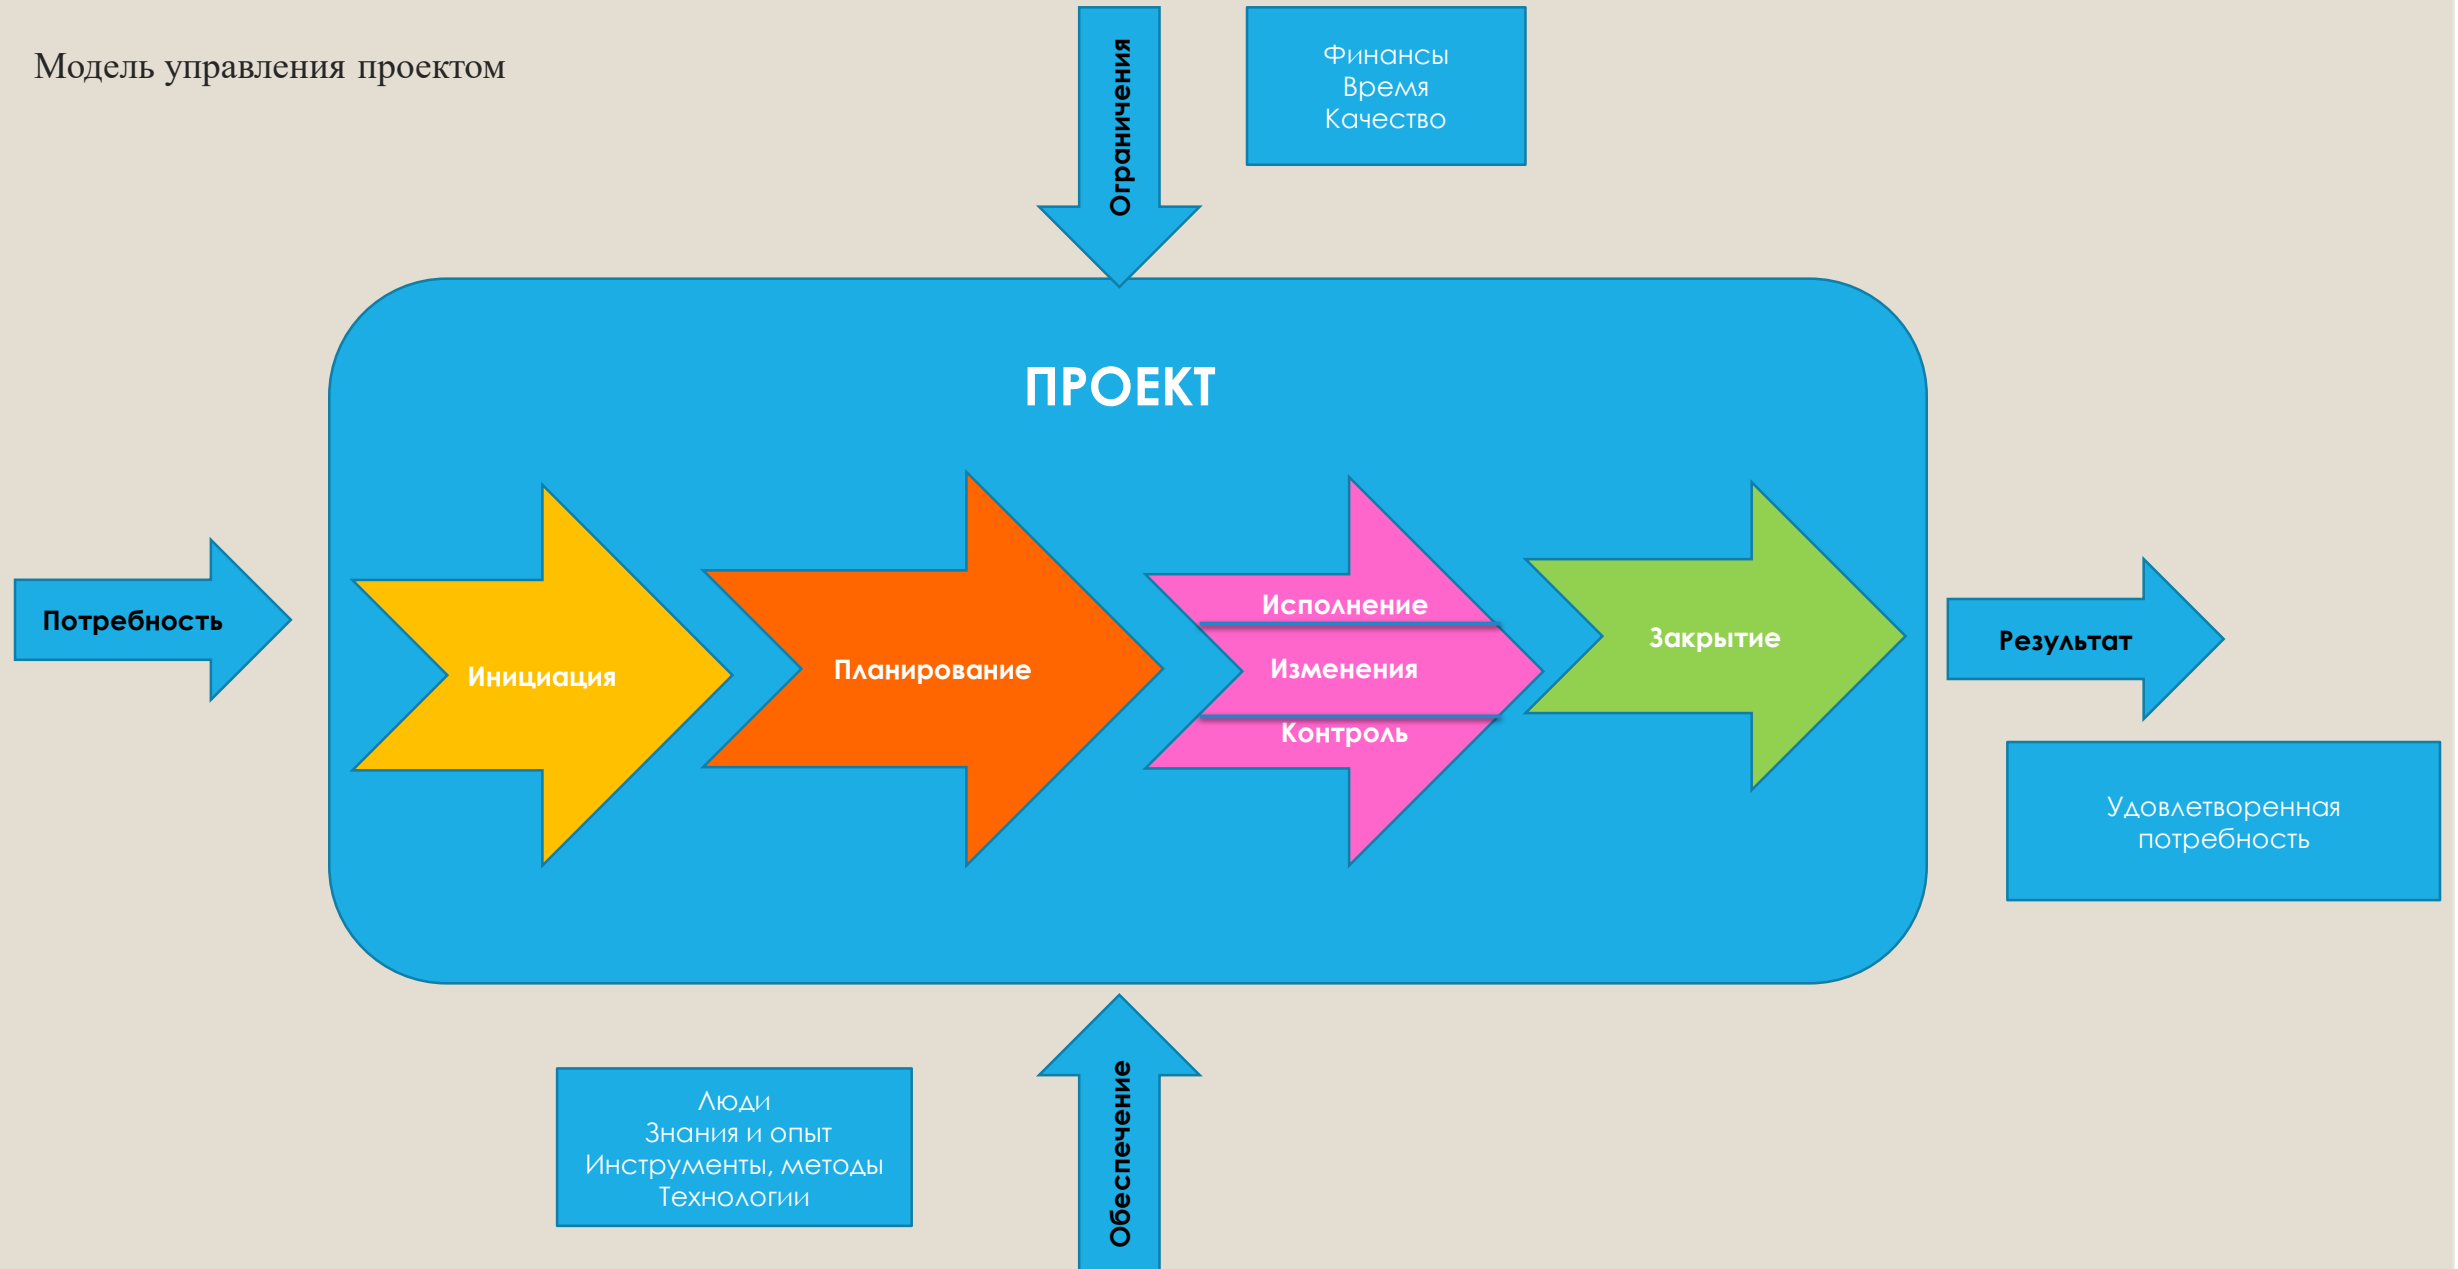 Модель управления проектом
Ограничения
Финансы
Время
Качество
ПРОЕКТ
Потребность
Инициация
Планирование
Исполнение
Изменения
Контроль
Закрытие
Результат
Удовлетворенная
потребность
Люди
Знания и опыт
Инструменты, методы
Технологии
Обеспечение